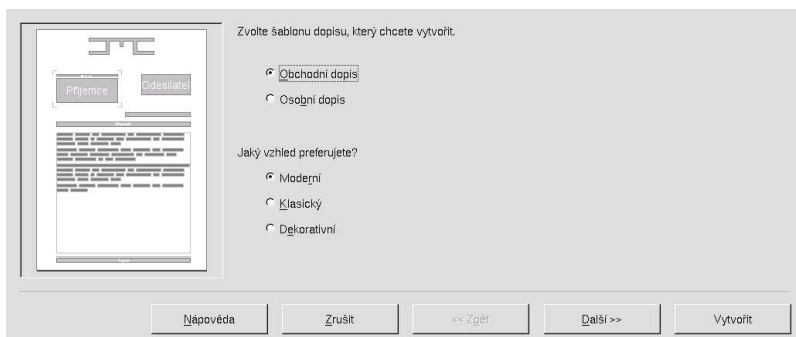 Zvolte šablonu dopisu, který chcete vytvořit.
Příjemce
Odesílatel
Obchodní dopis
Osobní dopis
Jaký vzhled preferujete?
Moderní
Klasický
Dekorativní
Nápověda
Zrušit
<< Zpět
Další >>
Vytvořit